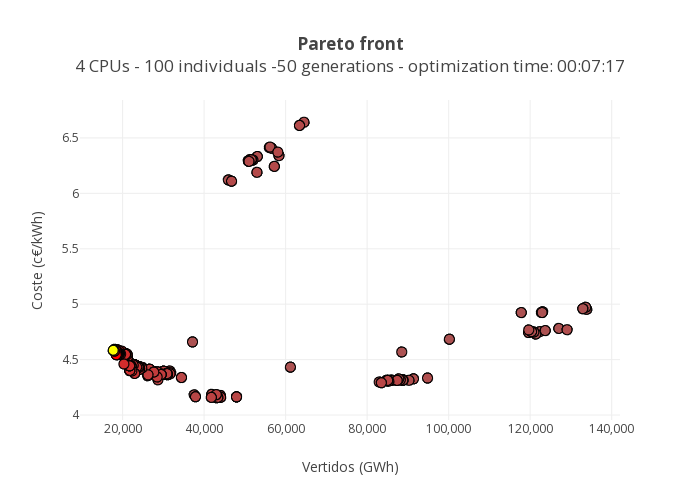 Pareto front
4 CPUs - 100 individuals -50 generations - optimization time: 00:07:17
6.5
6
5.5
5
4.5
4
Coste (c€/kWh)
20,000 40,000 60,000 80,000 100,000 120,000 140,000
Vertidos (GWh)